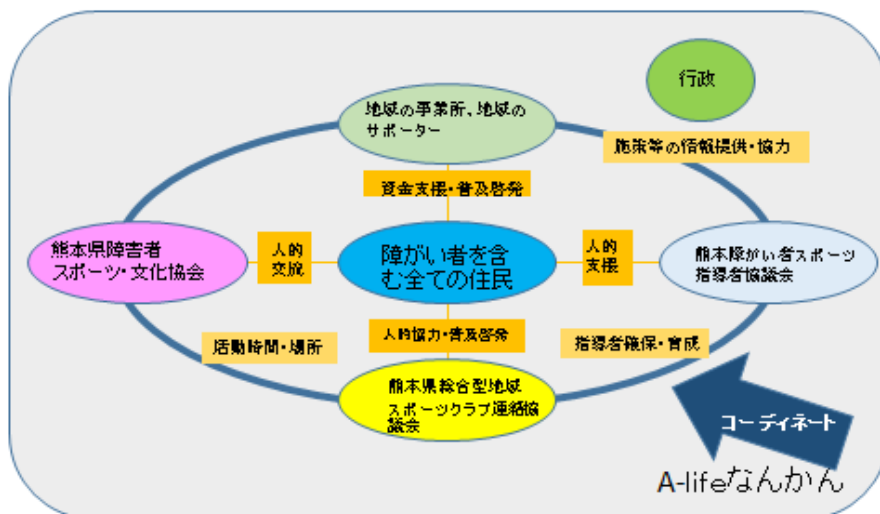 行政
地域の事業所、地域の
サポーター
施策等の情報提供・協力
資金支援・普及啓発
熊本県障害者
スポーツ・文化協会
人的
交流
障がい者を含
む全ての住民
人的
支援
熊本障がい者スポーツ
指導者協議会
人的協力・普及啓発
活動時間・場所
指導者確保・育成
熊本県総合型地域
スポーツクラブ連絡協
議会
コーディネート
A-lifeなんかん